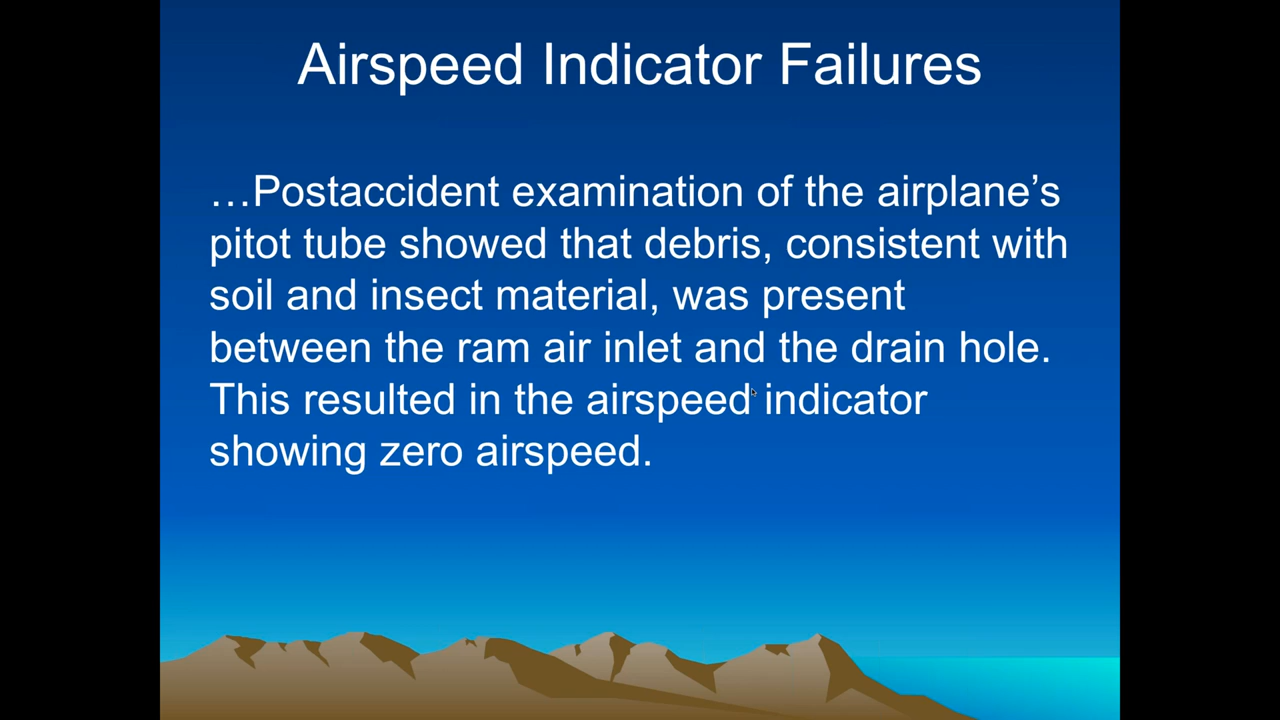 Airspeed Indicator Failures
…Postaccident examination of the airplane’s
pitot tube showed that debris, consistent with
soil and insect material, was present
between the ram air inlet and the drain hole.
This resulted in the airspeed indicator
showing zero airspeed.